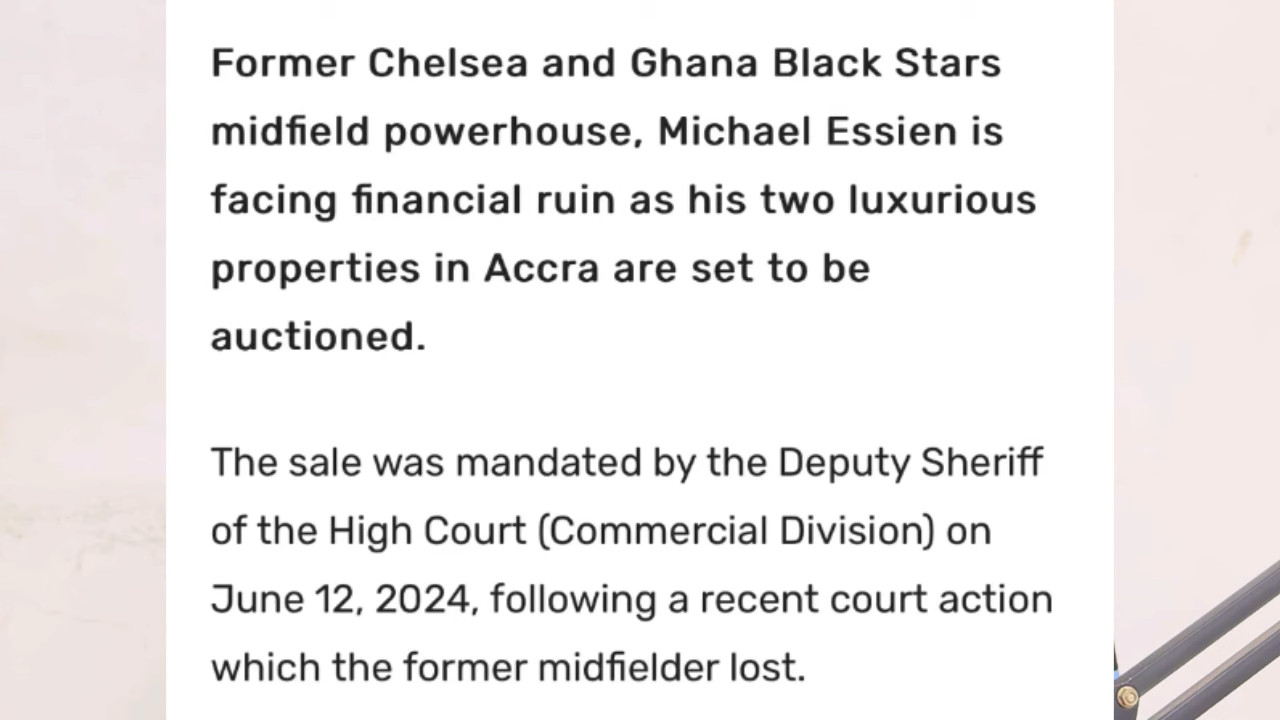 Former Chelsea and Ghana Black Stars
midfield powerhouse, Michael Essien is
facing financial ruin as his two luxurious
properties in Accra are set to be
auctioned.
The sale was mandated by the Deputy Sheriff
of the High Court (Commercial Division) on
June 12, 2024, following a recent court action
which the former midfielder lost.